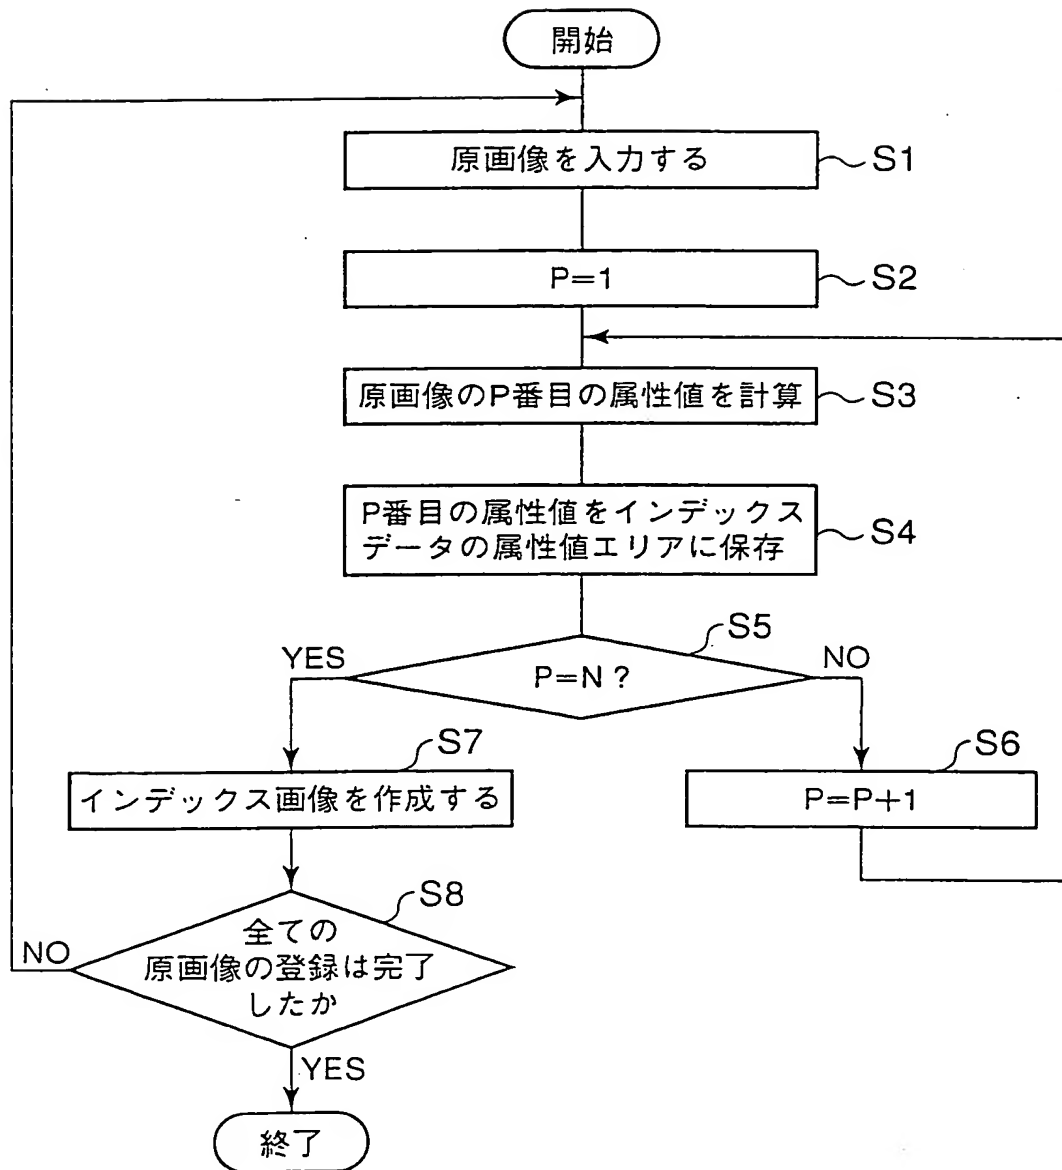 開始
原画像を入力する
S1
P=1
S2
原画像のP番目の属性値を計算
S3
P番目の属性値をインデックス
データの属性値エリアに保存
S4
S5
YES
P=N?
NO
S7
インデックス画像を作成する
S6
P=P+1
S8
全ての
原画像の登録は完了
したか
NO
YES
終了